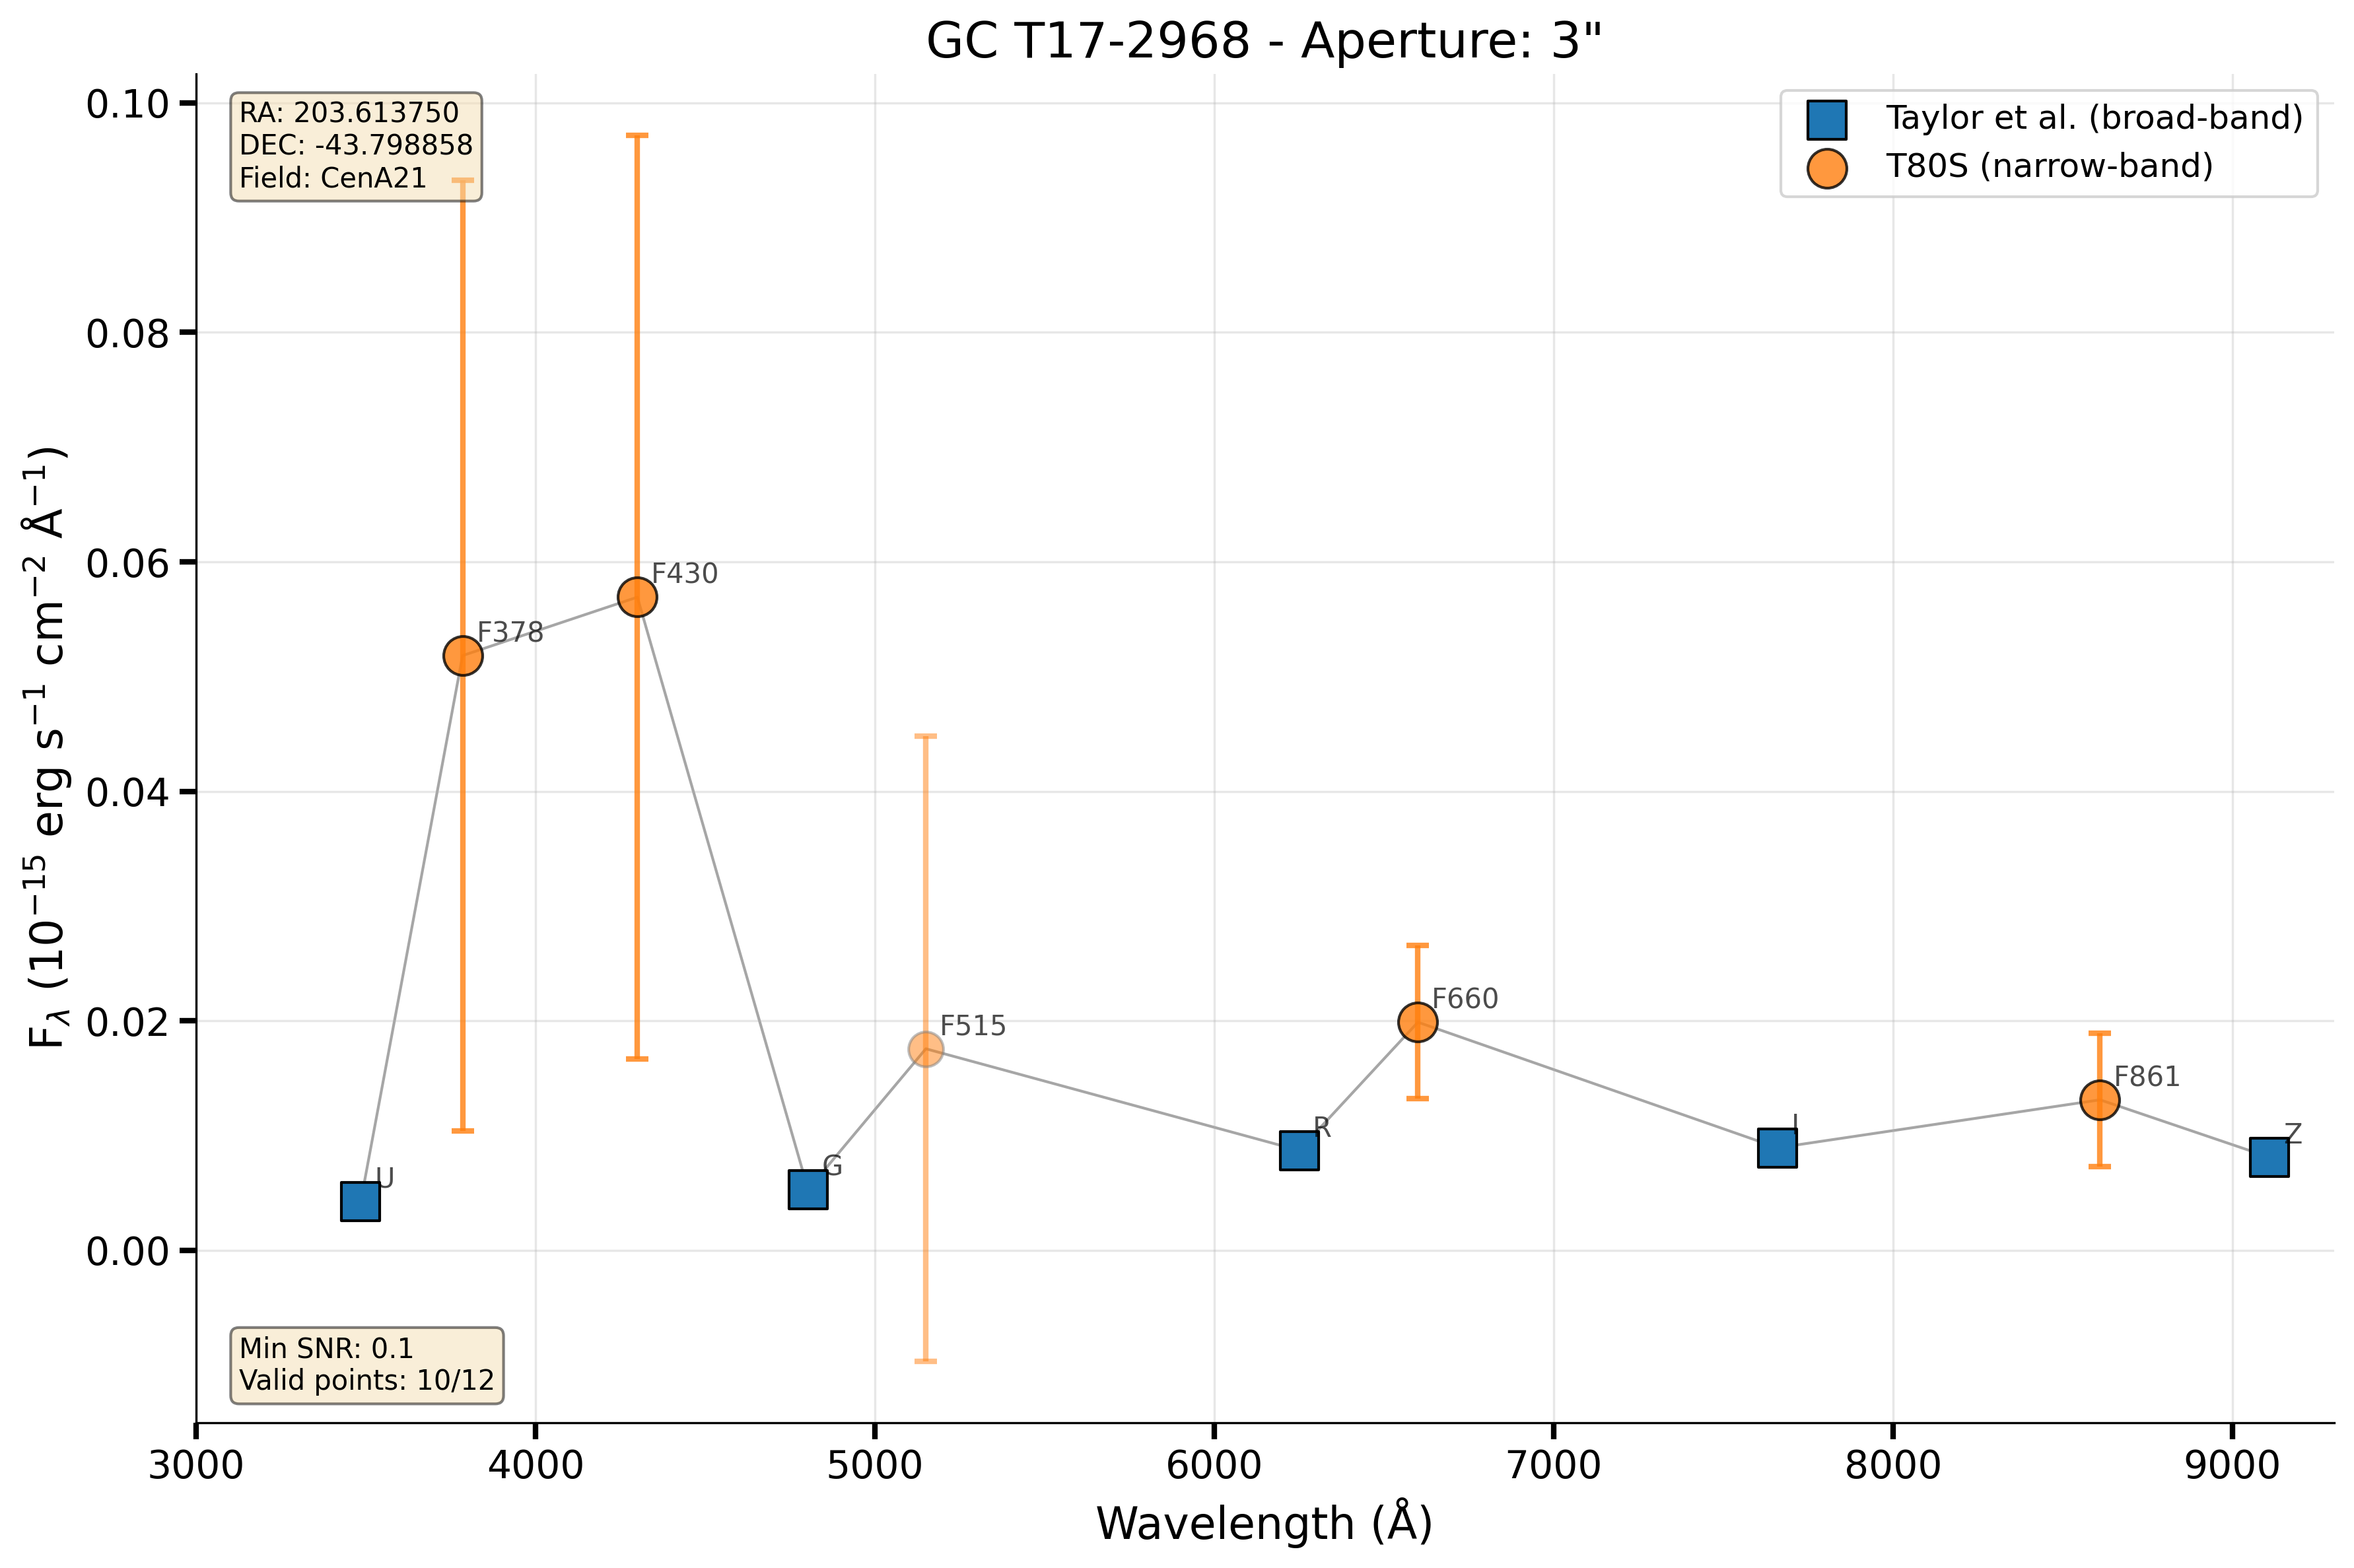 GC T17-2968 - Aperture: 3"
RA: 203.613750
DEC: -43.798858
Field: CenA21
Taylor et al. (broad-band)
T80S (narrow-band)
F$_{λ}$ (10$^{−15}$ erg s$^{−1}$ cm$^{−2}$ Å$^{−1}$)
0.10
0.08
0.06
0.04
0.02
0.00
F430
F378
F515
F660
F861
R
I
Z
G
U
Min SNR: 0.1
Valid points: 10/12
3000 4000 5000 6000 7000 8000 9000
Wavelength (Å)